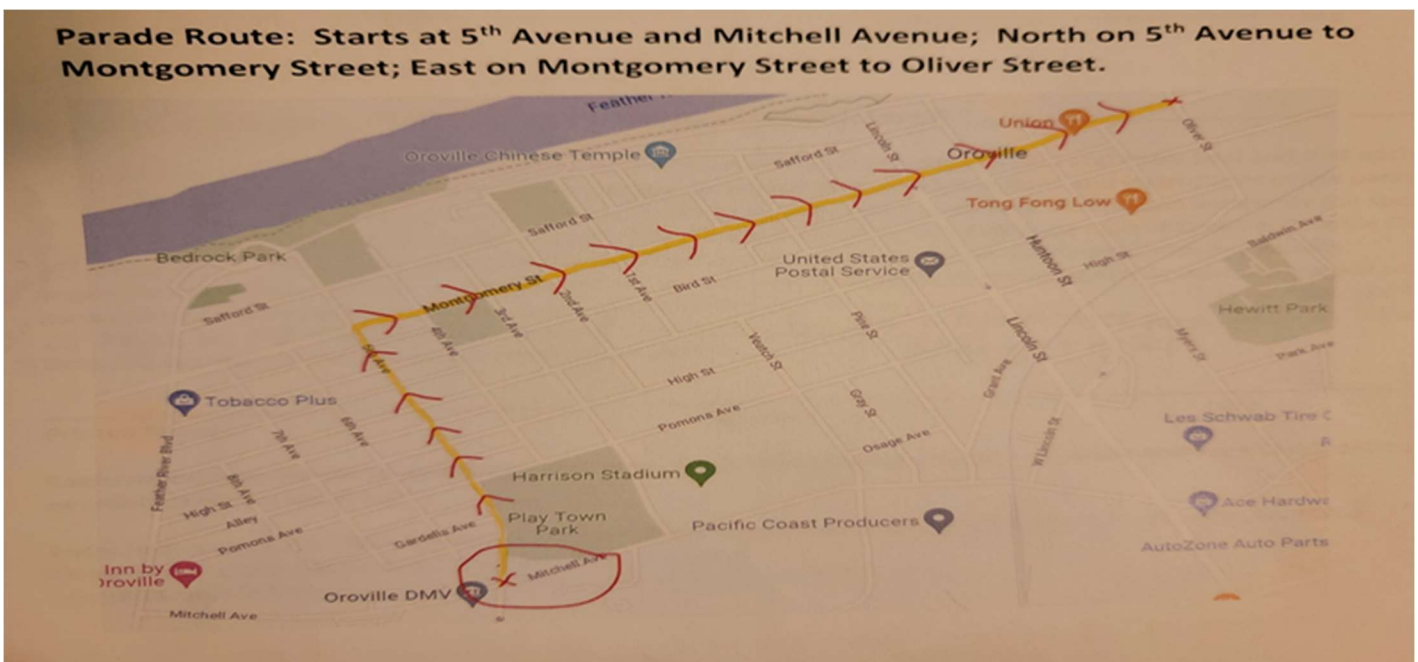 Parade Route: Starts at 5th Avenue and Mitchell Avenue; North on 5th Avenue to
Montgomery Street; East on Montgomery Street to Oliver Street.
Feather
Union
Lincoln St
Oliver St
Oroville Chinese Temple
Safford St
Oroville
Tong Fong Low
Safford St
Baldwin Ave
Bedrock Park
United States
Postal Service
Huntoon St
High St
Montgomery St
1st Ave
Bird St
2nd Ave
Safford St
3rd Ave
4th Ave
Hewitt Park
Pine St
Lincoln St
Myers St
Park Ave
Veatch St
High St
Grant Ave
Tobacco Plus
Gray St
Pomona Ave
Les Schwab Tire C
6th Ave
7th Ave
Osage Ave
W Lincoln St
Feather River Blvd
Harrison Stadium
8th Ave
High St
Ace Hardwa
Alley
Play Town
Park
Pacific Coast Producers
Gardella Ave
Pomona Ave
AutoZone Auto Parts
Inn by
Oroville
Mitchell Ave
Oroville DMV
Mitchell Ave